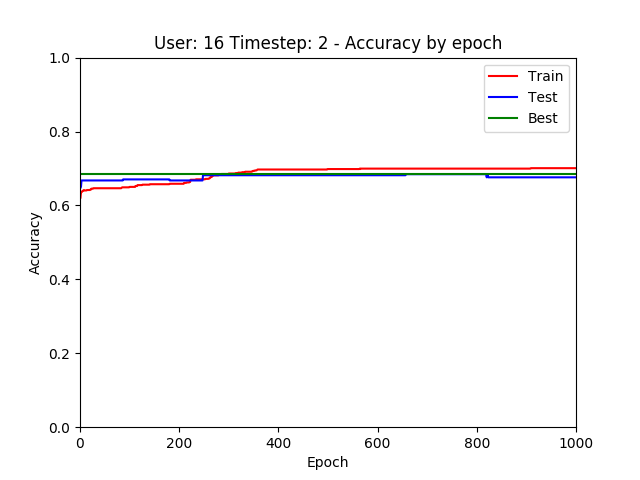 User: 16 Timestep: 2 - Accuracy by epoch
1.0
0.8
0.6
0.4
0.2
0.0
Accuracy
Train
Test
Best
0 200 400 600 800 1000
Epoch